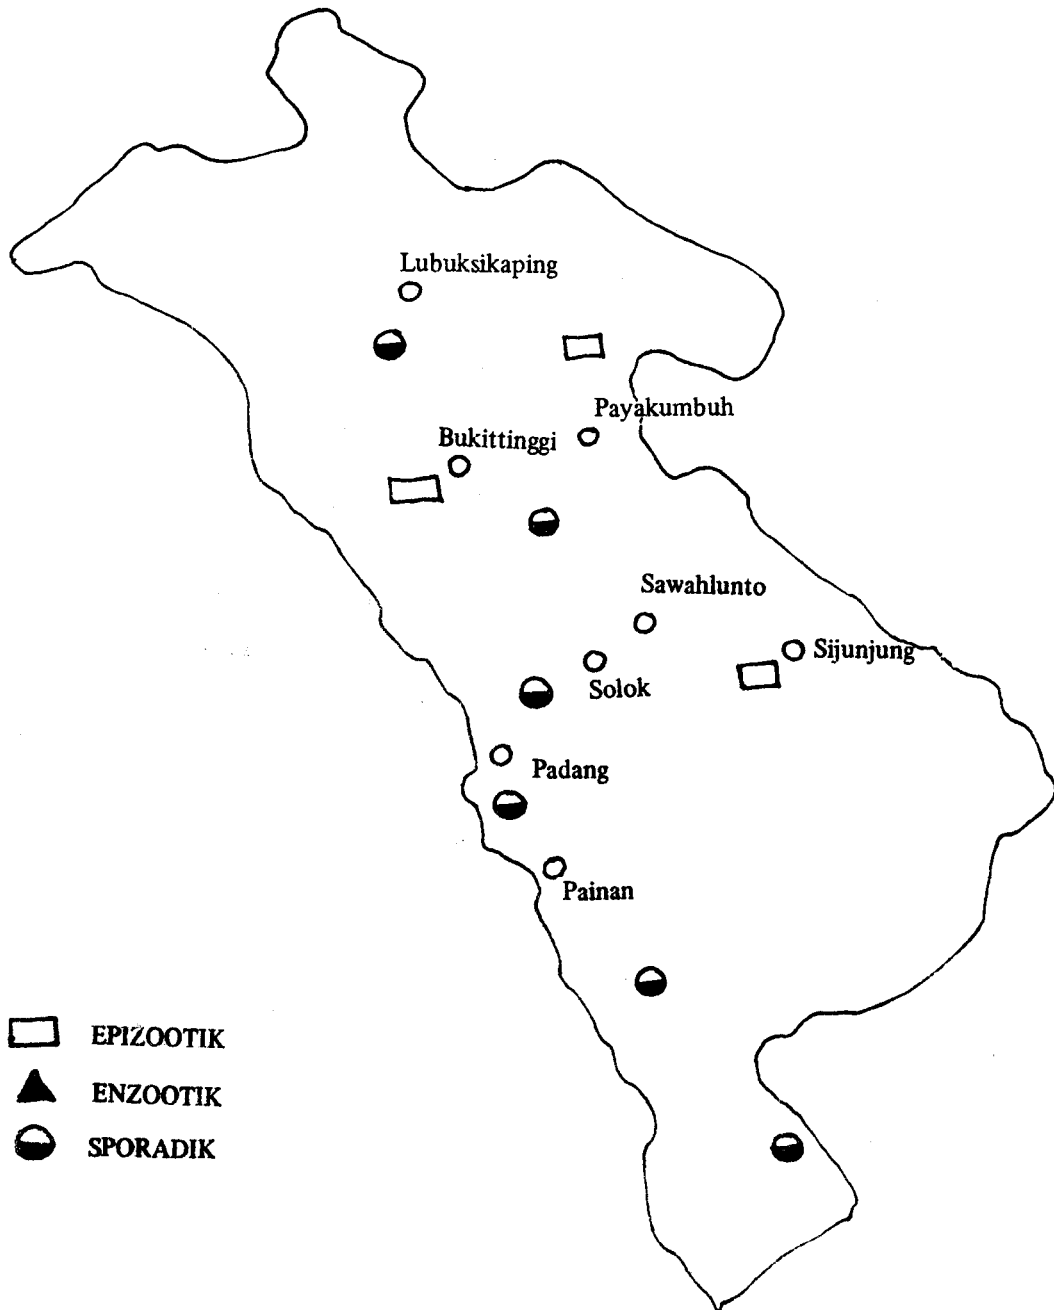 Lubuksikaping
Payakumbuh
Bukittinggi
Sawahlunto
Sijunjung
Solok
Padang
Painan
EPIZOOTIK
ENZOOTIK
SPORADIK